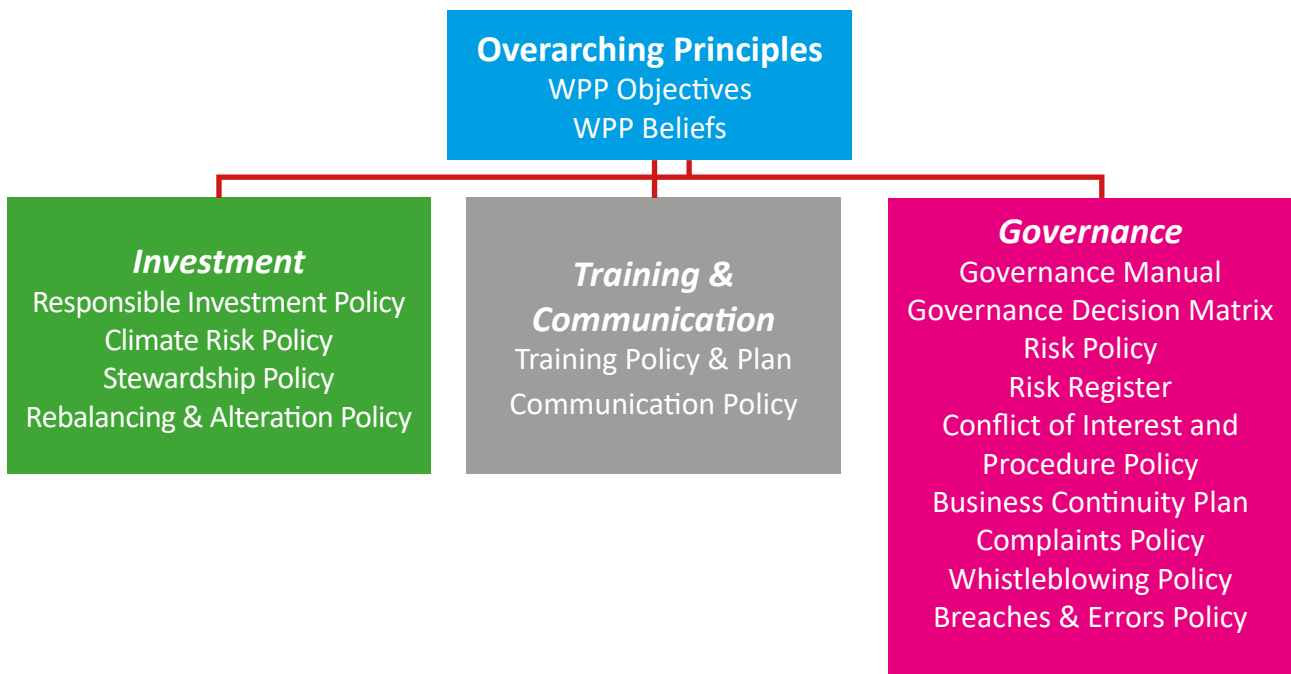 Overarching Principles
WPP Objectives
WPP Beliefs
Investment
Responsible Investment Policy
Climate Risk Policy
Stewardship Policy
Rebalancing & Alteration Policy
Training &
Communication
Training Policy & Plan
Communication Policy
Governance
Governance Manual
Governance Decision Matrix
Risk Policy
Risk Register
Conflict of Interest and
Procedure Policy
Business Continuity Plan
Complaints Policy
Whistleblowing Policy
Breaches & Errors Policy